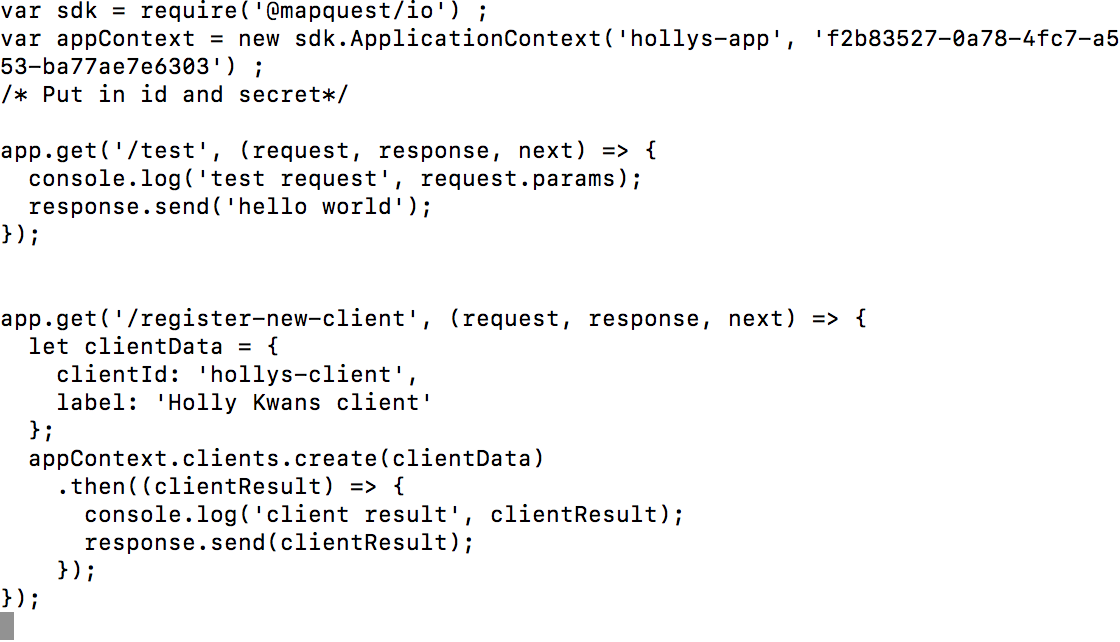 var sdk = require('@mapquest/io') ;
var appContext = new sdk.ApplicationContext('hollys-app', 'f2b83527-0a78-4fc7-a5
53-ba77ae7e6303') ;
/* Put in id and secret*/

app.get('/test', (request, response, next) => {
  console.log('test request', request.params);
  response.send('hello world');
});


app.get('/register-new-client', (request, response, next) => {
  let clientData = {
    clientId: 'hollys-client',
    label: 'Holly Kwans client'
  };
  appContext.clients.create(clientData)
    .then((clientResult) => {
      console.log('client result', clientResult);
      response.send(clientResult);
    });
});